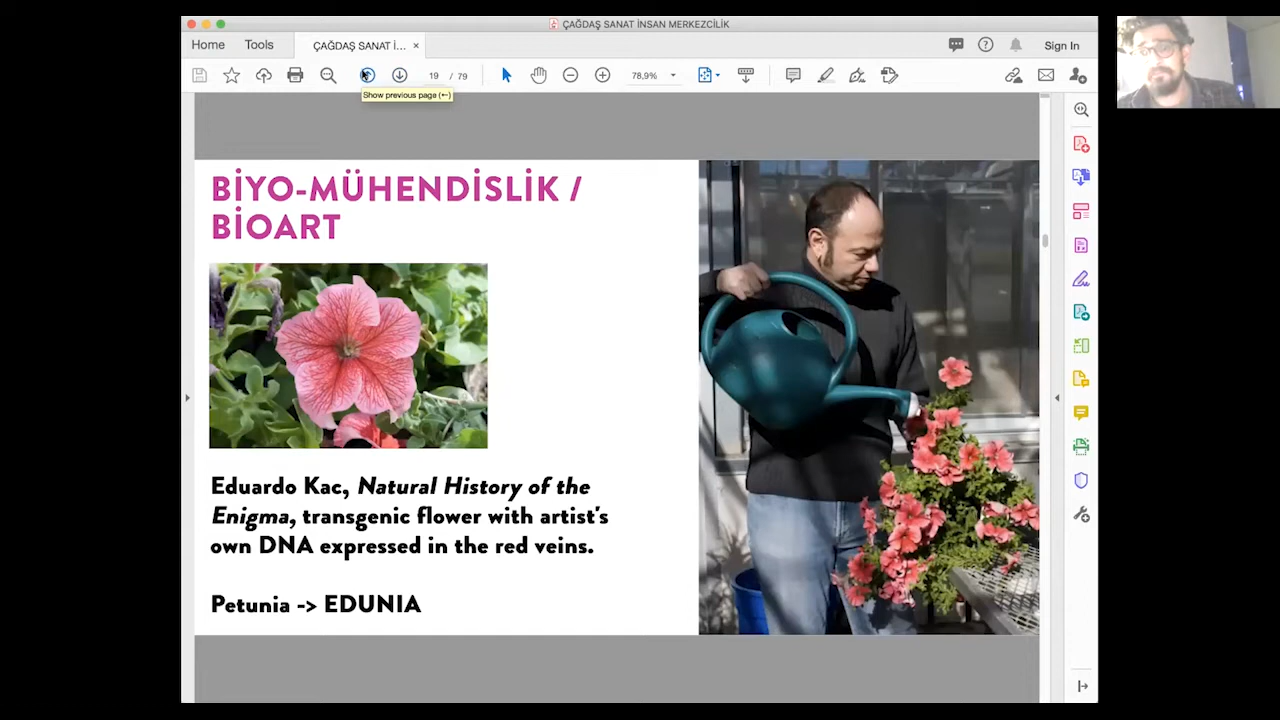 ÇAĞDAŞ SANAT İNSAN MERKEZCİLİK
Home
Tools
ÇAĞDAŞ SANAT İ... ×
Sign In
19 / 79
78,9%
Show previous page (←)
BİYO-MÜHENDİSLİK /
BİOART
Eduardo Kac, Natural History of the
Enigma, transgenic flower with artist's
own DNA expressed in the red veins.
Petunia -> EDUNIA